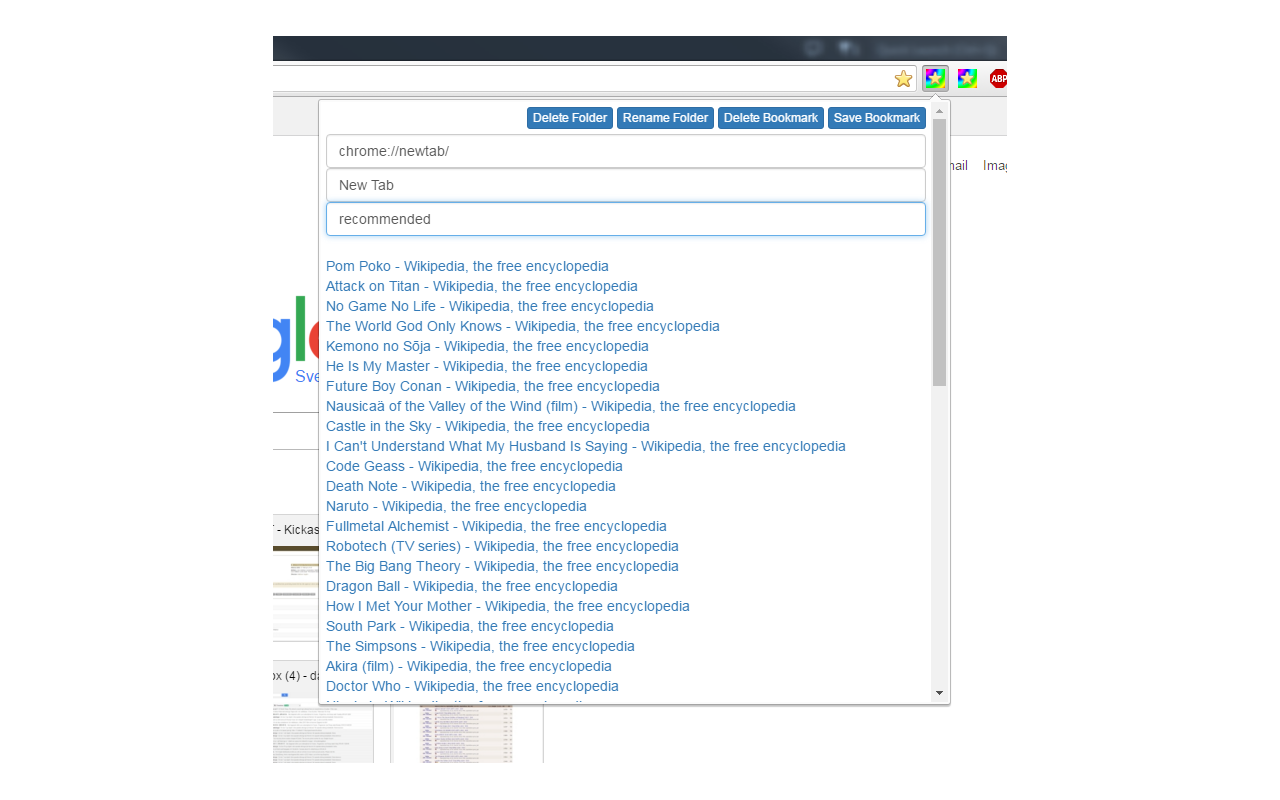 ABP
Delete Folder Rename Folder Delete Bookmark Save Bookmark
chrome://newtab/
New Tab
recommended
Pom Poko - Wikipedia, the free encyclopedia
Attack on Titan - Wikipedia, the free encyclopedia
No Game No Life - Wikipedia, the free encyclopedia
The World God Only Knows - Wikipedia, the free encyclopedia
Kemono no Sōja - Wikipedia, the free encyclopedia
He Is My Master - Wikipedia, the free encyclopedia
Future Boy Conan - Wikipedia, the free encyclopedia
Nausicaä of the Valley of the Wind (film) - Wikipedia, the free encyclopedia
Castle in the Sky - Wikipedia, the free encyclopedia
I Can't Understand What My Husband Is Saying - Wikipedia, the free encyclopedia
Code Geass - Wikipedia, the free encyclopedia
Death Note - Wikipedia, the free encyclopedia
Naruto - Wikipedia, the free encyclopedia
Fullmetal Alchemist - Wikipedia, the free encyclopedia
Robotech (TV series) - Wikipedia, the free encyclopedia
The Big Bang Theory - Wikipedia, the free encyclopedia
Dragon Ball - Wikipedia, the free encyclopedia
How I Met Your Mother - Wikipedia, the free encyclopedia
South Park - Wikipedia, the free encyclopedia
The Simpsons - Wikipedia, the free encyclopedia
Akira (film) - Wikipedia, the free encyclopedia
Doctor Who - Wikipedia, the free encyclopedia
mail Imag
gl
Sve
- Kickas
ox (4) - da